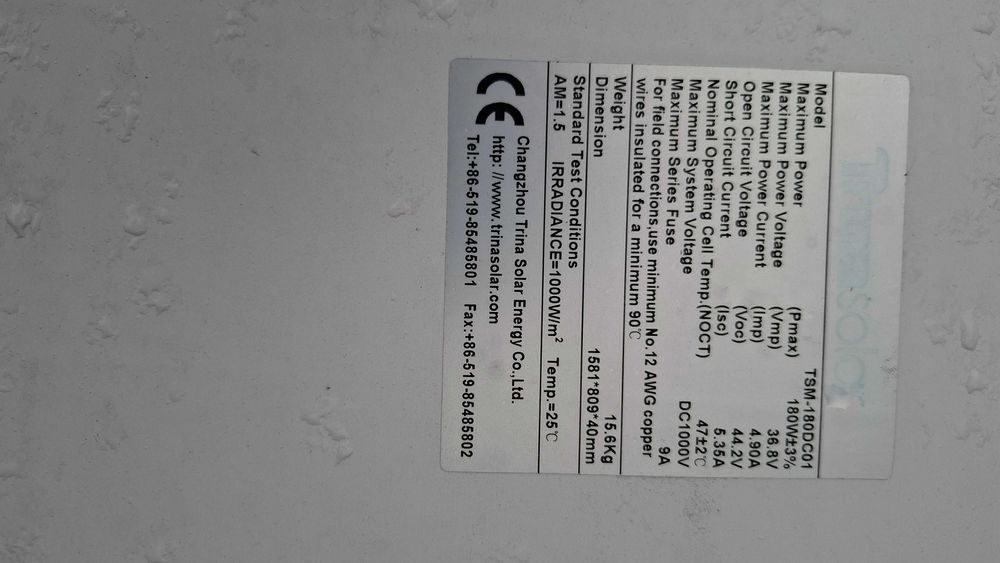 Trinasolar
Model TSM-180DC01
Maximum Power (Pmax) 180W±3%
Maximum Power Voltage (Vmp) 36.8V
Maximum Power Current (Imp) 4.90A
Open Circuit Voltage (Voc) 44.2V
Short Circuit Current (Isc) 5.35A
Nominal Operating Cell Temp.(NOCT) 47±2℃
Maximum System Voltage DC1000V
Maximum Series Fuse 9A
For field connections,use minimum No.12 AWG copper
wires insulated for a minimum 90℃
Weight 15.6Kg
Dimension 1581*809*40mm
Standard Test Conditions
AM=1.5 IRRADIANCE=1000W/m² Temp.=25℃
CE
Changzhou Trina Solar Energy Co.,Ltd.
http: //www.trinasolar.com
Tel:+86-519-85485801 Fax:+86-519-85485802